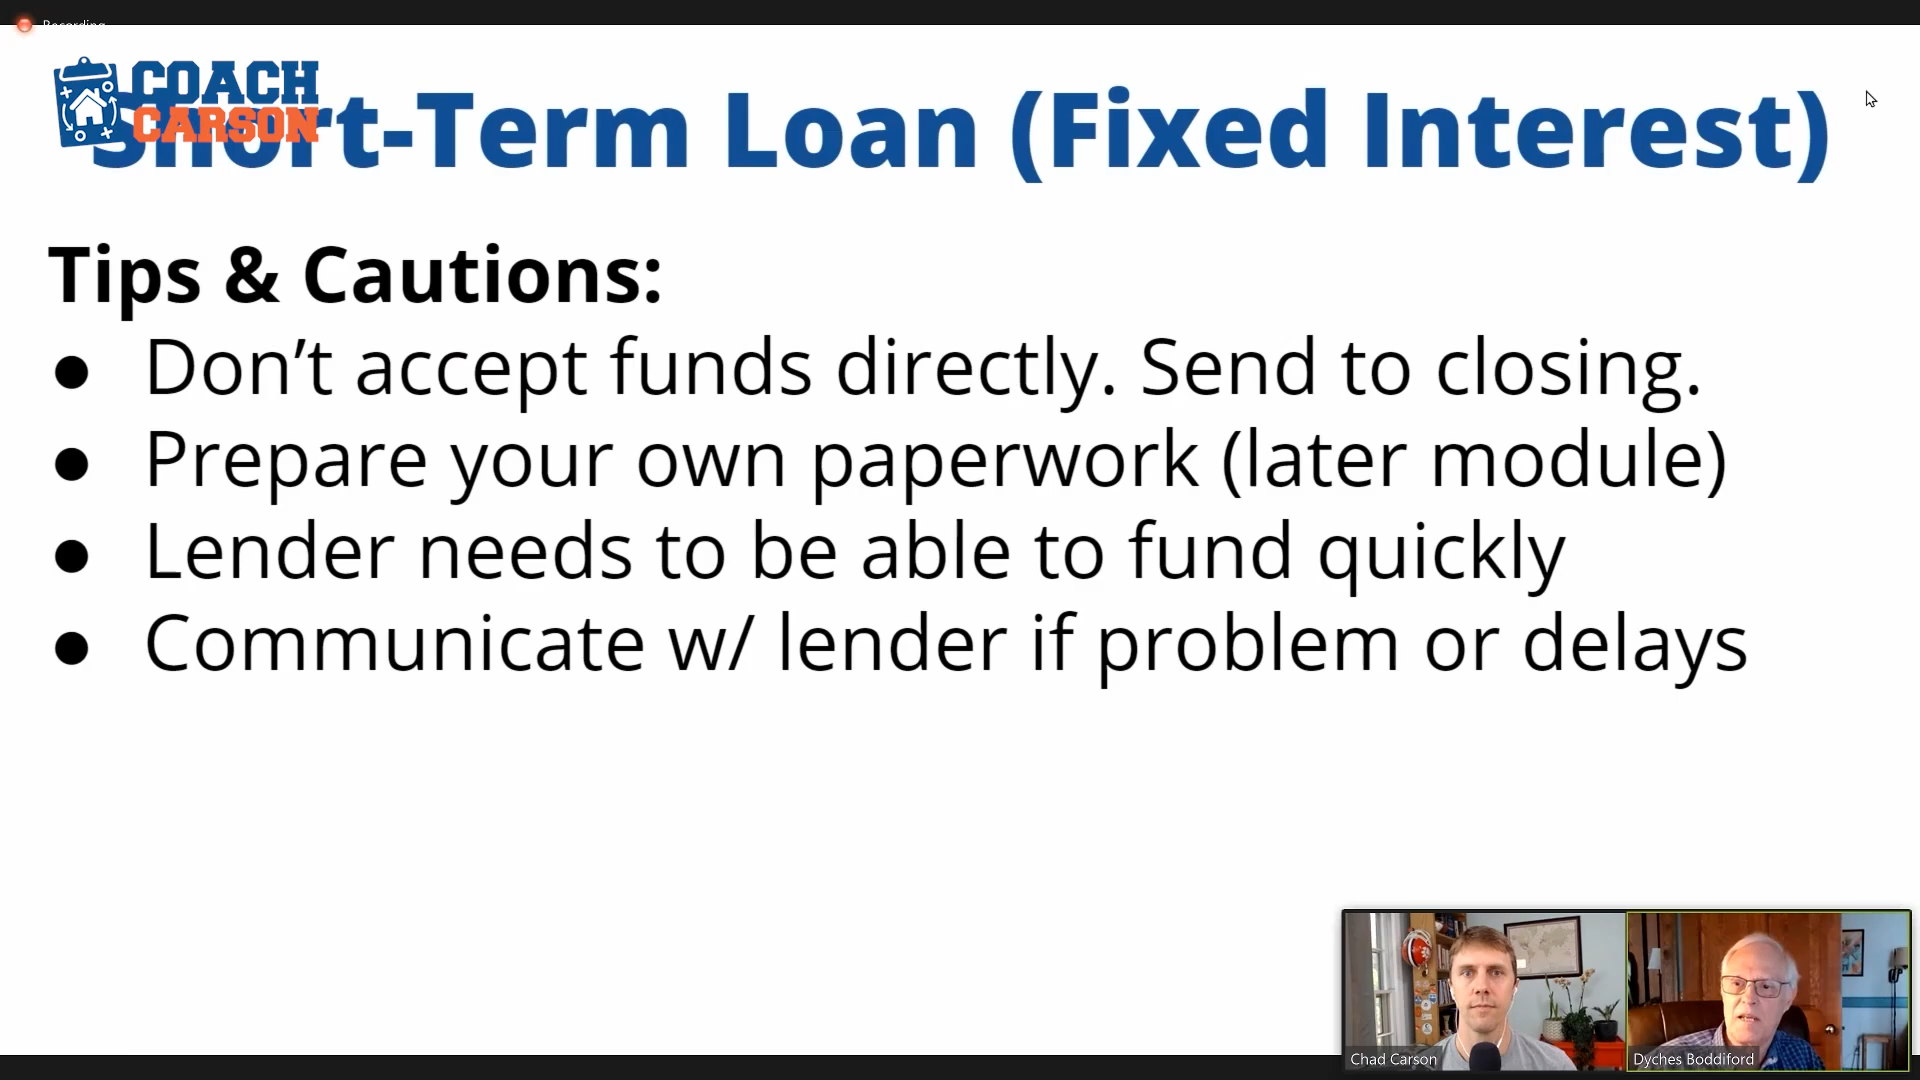 Recording
COACH
CARSON
Short-Term Loan (Fixed Interest)
Tips & Cautions:
● Don’t accept funds directly. Send to closing.
● Prepare your own paperwork (later module)
● Lender needs to be able to fund quickly
● Communicate w/ lender if problem or delays
Chad Carson
Dyches Boddiford